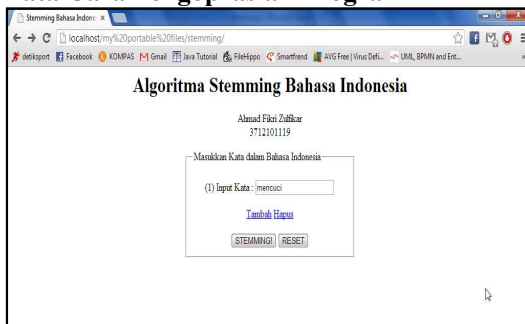 Stemming Bahasa Indone
localhost/my%20portable%20files/stemming/
detiksport Facebook KOMPAS Gmail Java Tutorial FileHippo Smartfrend AVG Free | Virus Defi... UML, BPMN and Ent...
Algoritma Stemming Bahasa Indonesia
Ahmad Fikri Zulfikar
3712101119
Masukkan Kata dalam Bahasa Indonesia
(1) Input Kata : mencuci
Tambah Hapus
STEMMING! RESET